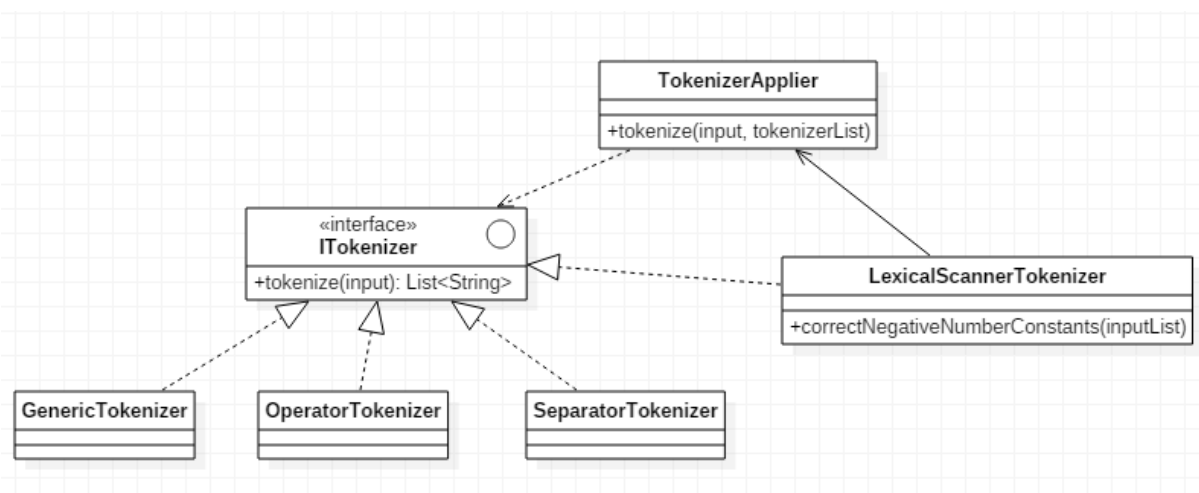 TokenizerApplier
+tokenize(input, tokenizerList)
«interface»
ITokenizer
+tokenize(input): List<String>
LexicalScannerTokenizer
+correctNegativeNumberConstants(inputList)
GenericTokenizer
OperatorTokenizer
SeparatorTokenizer